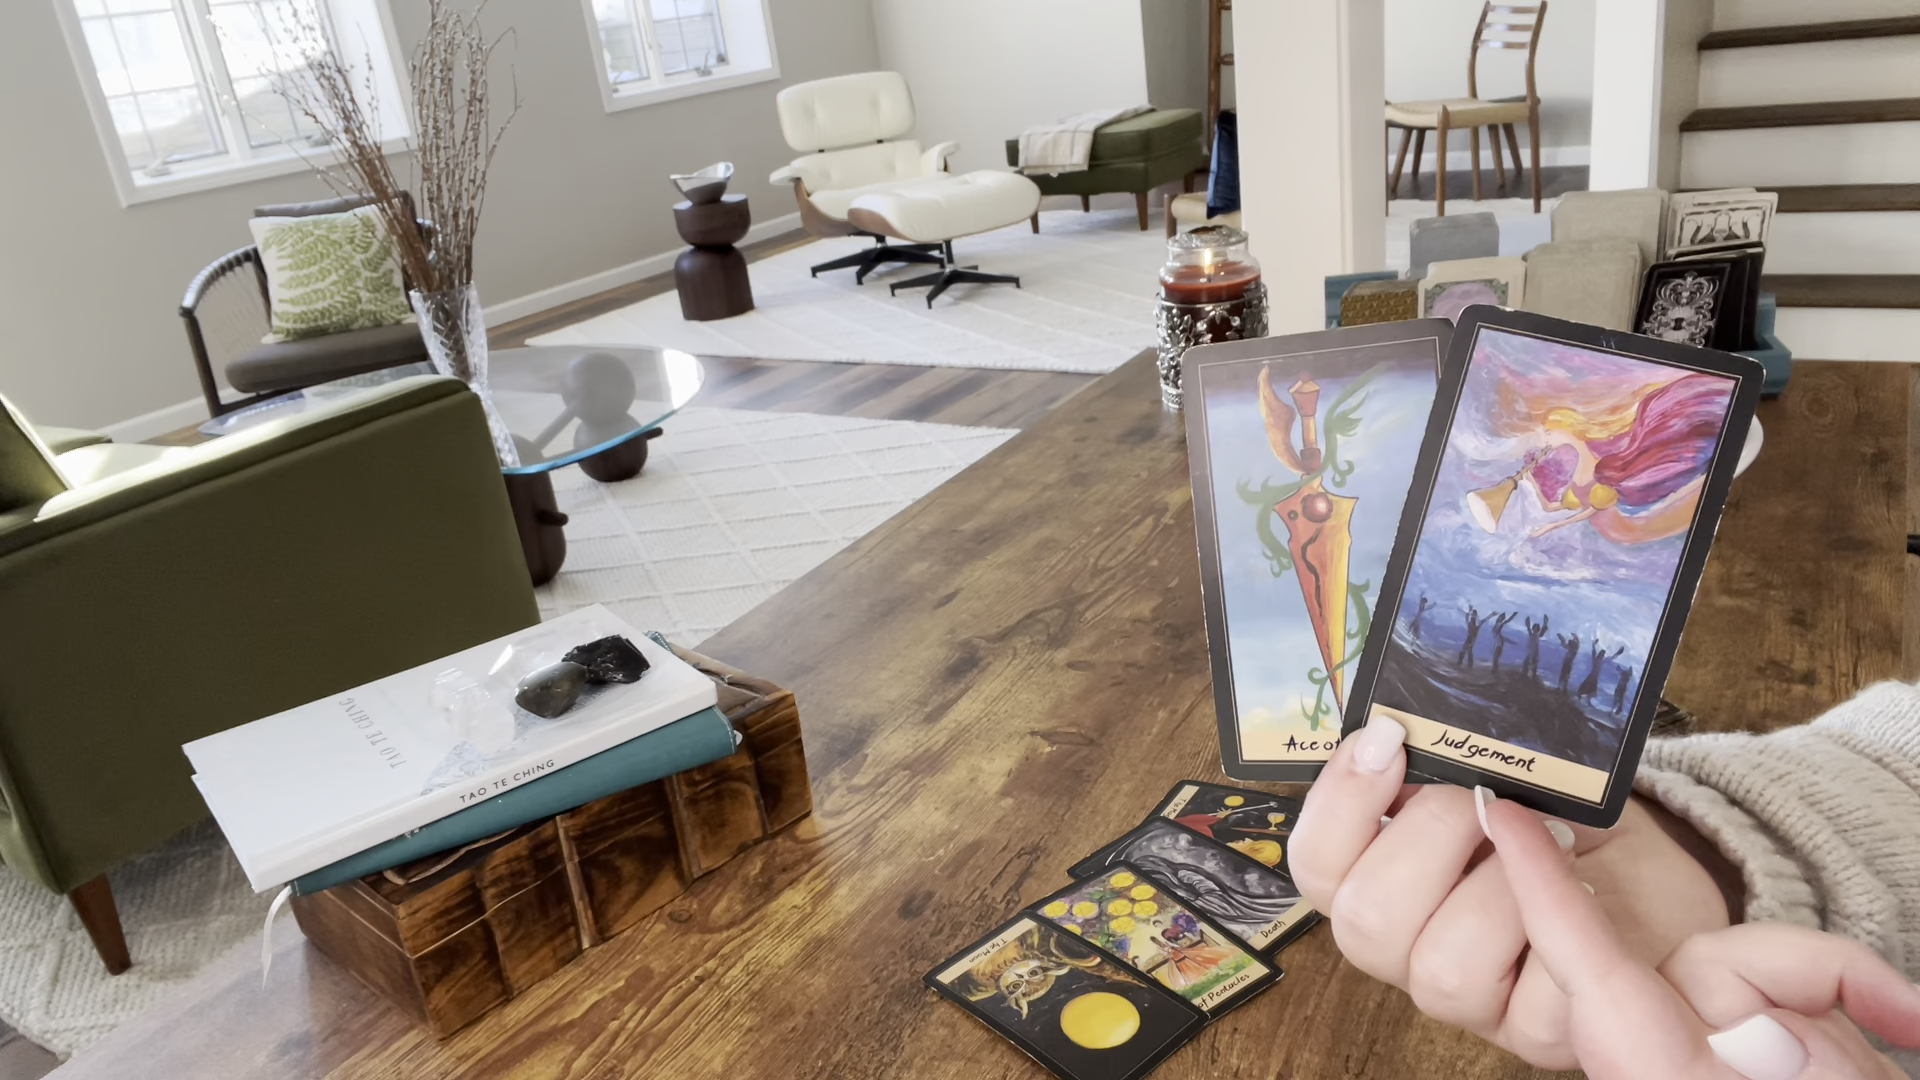 TAO TE CHING
TAO TE CHING
Ace of
Judgement
Death
of Pentacles
The Moon